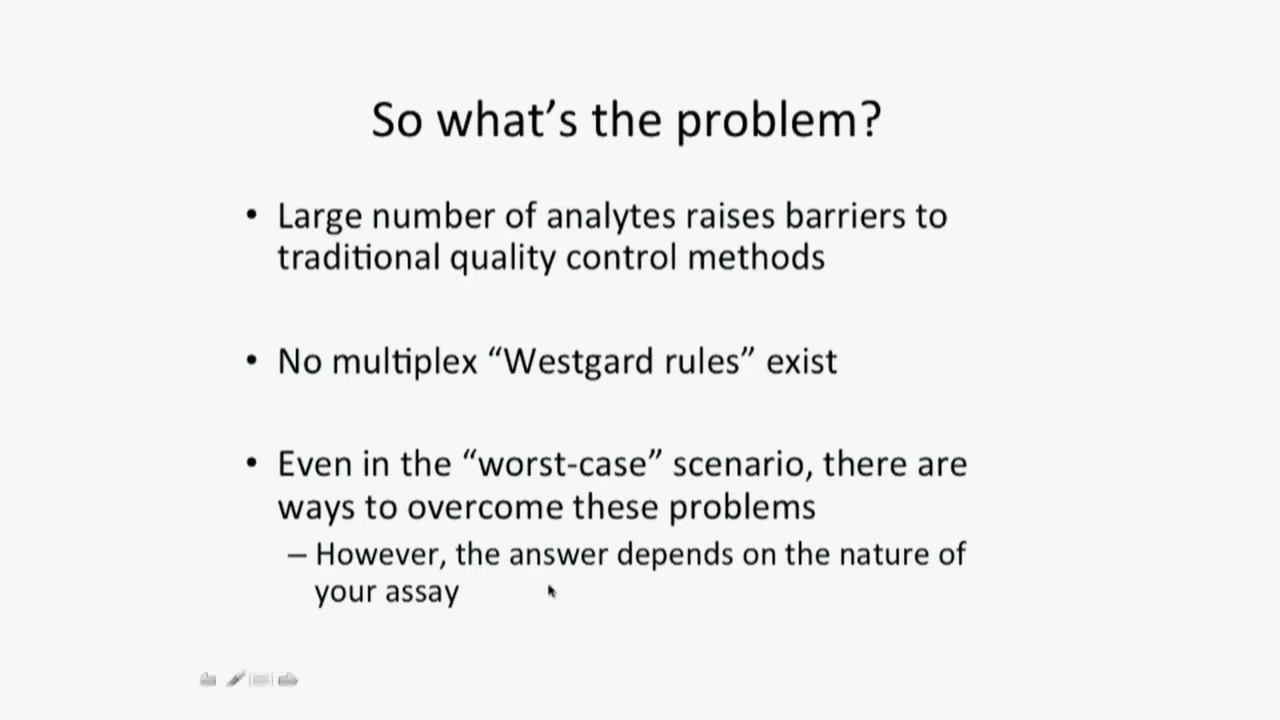 So what’s the problem?
• Large number of analytes raises barriers to
traditional quality control methods
• No multiplex “Westgard rules” exist
• Even in the “worst-case” scenario, there are
ways to overcome these problems
– However, the answer depends on the nature of
your assay